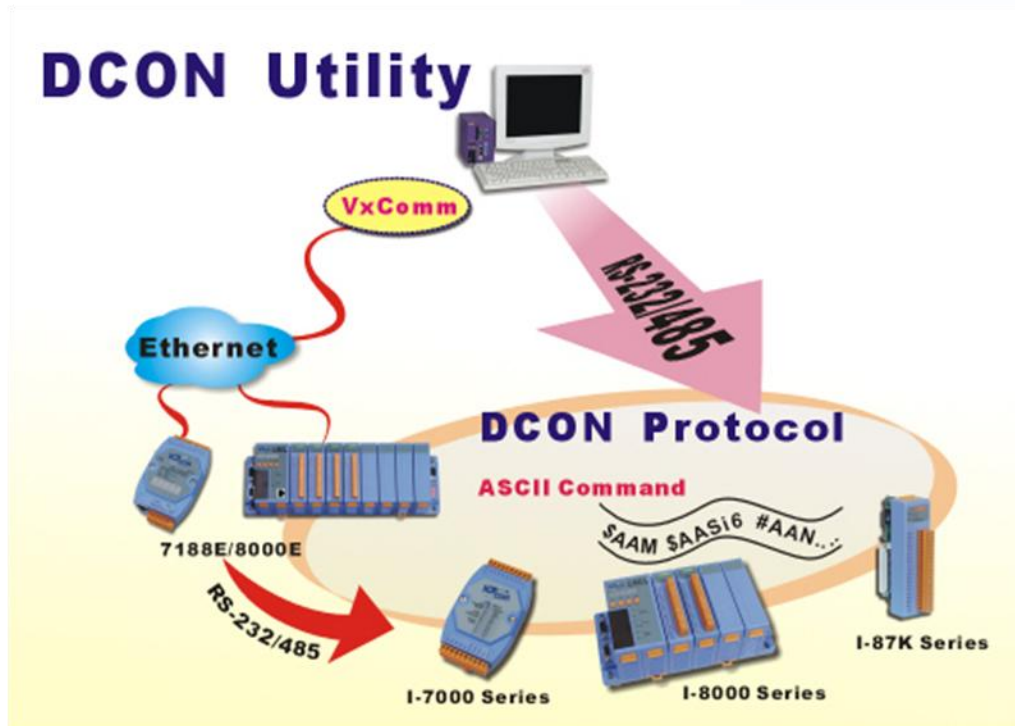 DCON Utility
VxComm
RS-232/485
Ethernet
DCON Protocol
ASCII Command
$AAM $AASi6 #AAN...
7188E/8000E
RS-232/485
I-87K Series
I-7000 Series
I-8000 Series